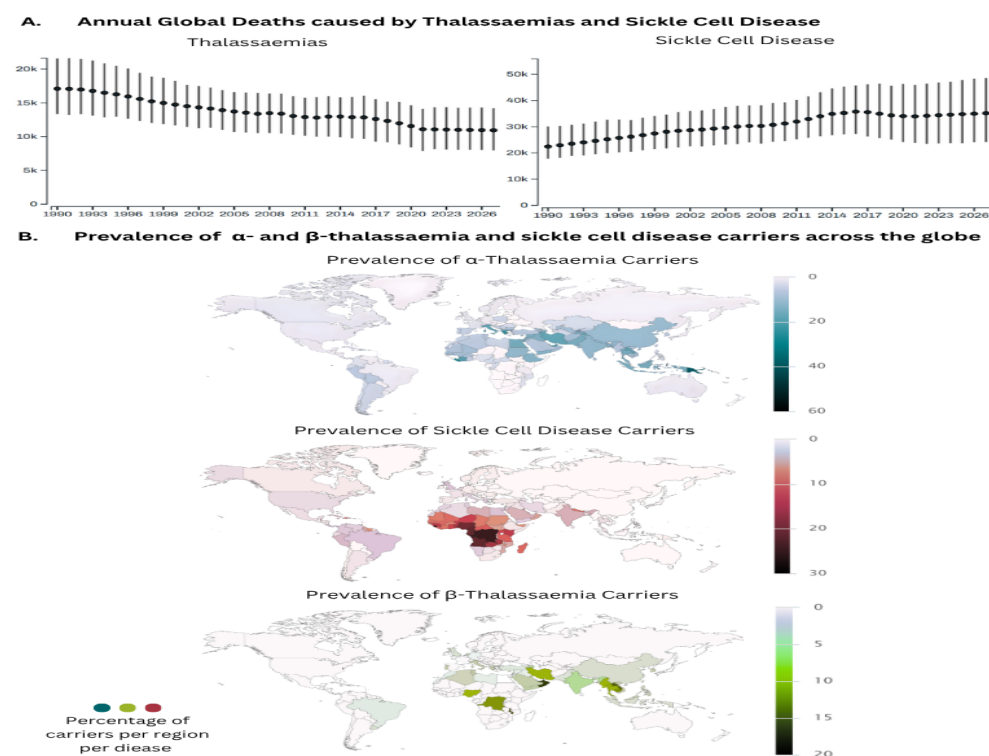 A. Annual Global Deaths caused by Thalassaemias and Sickle Cell Disease
Thalassaemias
Sickle Cell Disease
20k
15k
10k
5k
0
1990 1993 1996 1999 2002 2005 2008 2011 2014 2017 2020 2023 2026
50k
40k
30k
20k
10k
0
1990 1993 1996 1999 2002 2005 2008 2011 2014 2017 2020 2023 2026
B. Prevalence of α- and β-thalassaemia and sickle cell disease carriers across the globe
Prevalence of α-Thalassaemia Carriers
0
20
40
60
Prevalence of Sickle Cell Disease Carriers
0
10
20
30
Prevalence of β-Thalassaemia Carriers
0
5
10
15
20
Percentage of
carriers per region
per diease